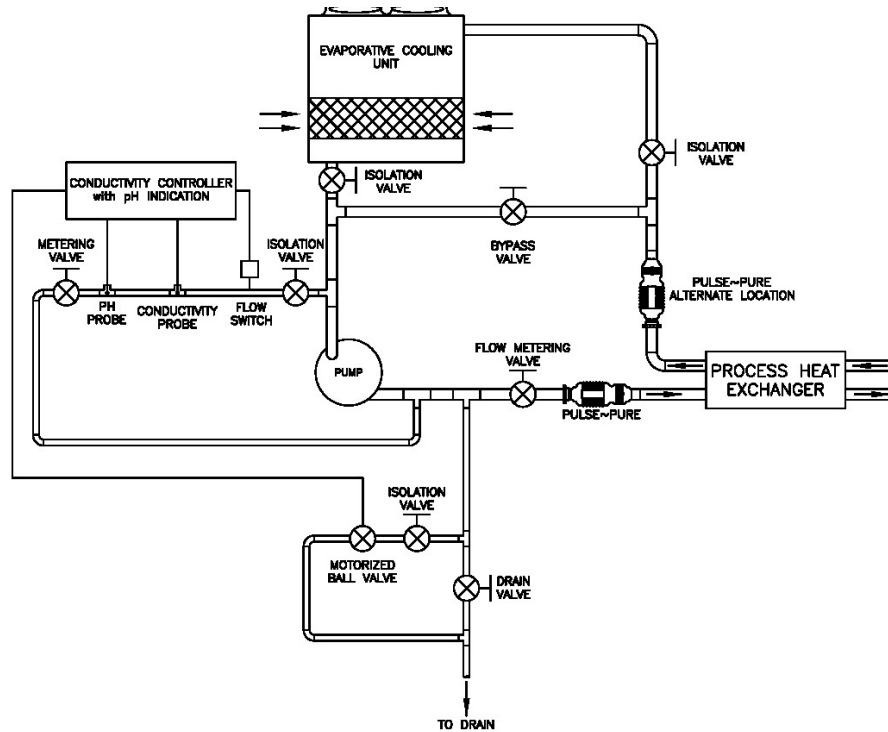 EVAPORATIVE COOLING
UNIT
ISOLATION
VALVE
ISOLATION
VALVE
CONDUCTIVITY CONTROLLER
with pH INDICATION
METERING
VALVE
ISOLATION
VALVE
BYPASS
VALVE
PH
PROBE
CONDUCTIVITY
PROBE
FLOW
SWITCH
PULSE~PURE
ALTERNATE LOCATION
PUMP
FLOW METERING
VALVE
PROCESS HEAT
EXCHANGER
PULSE~PURE
ISOLATION
VALVE
MOTORIZED
BALL VALVE
DRAIN
VALVE
TO DRAIN